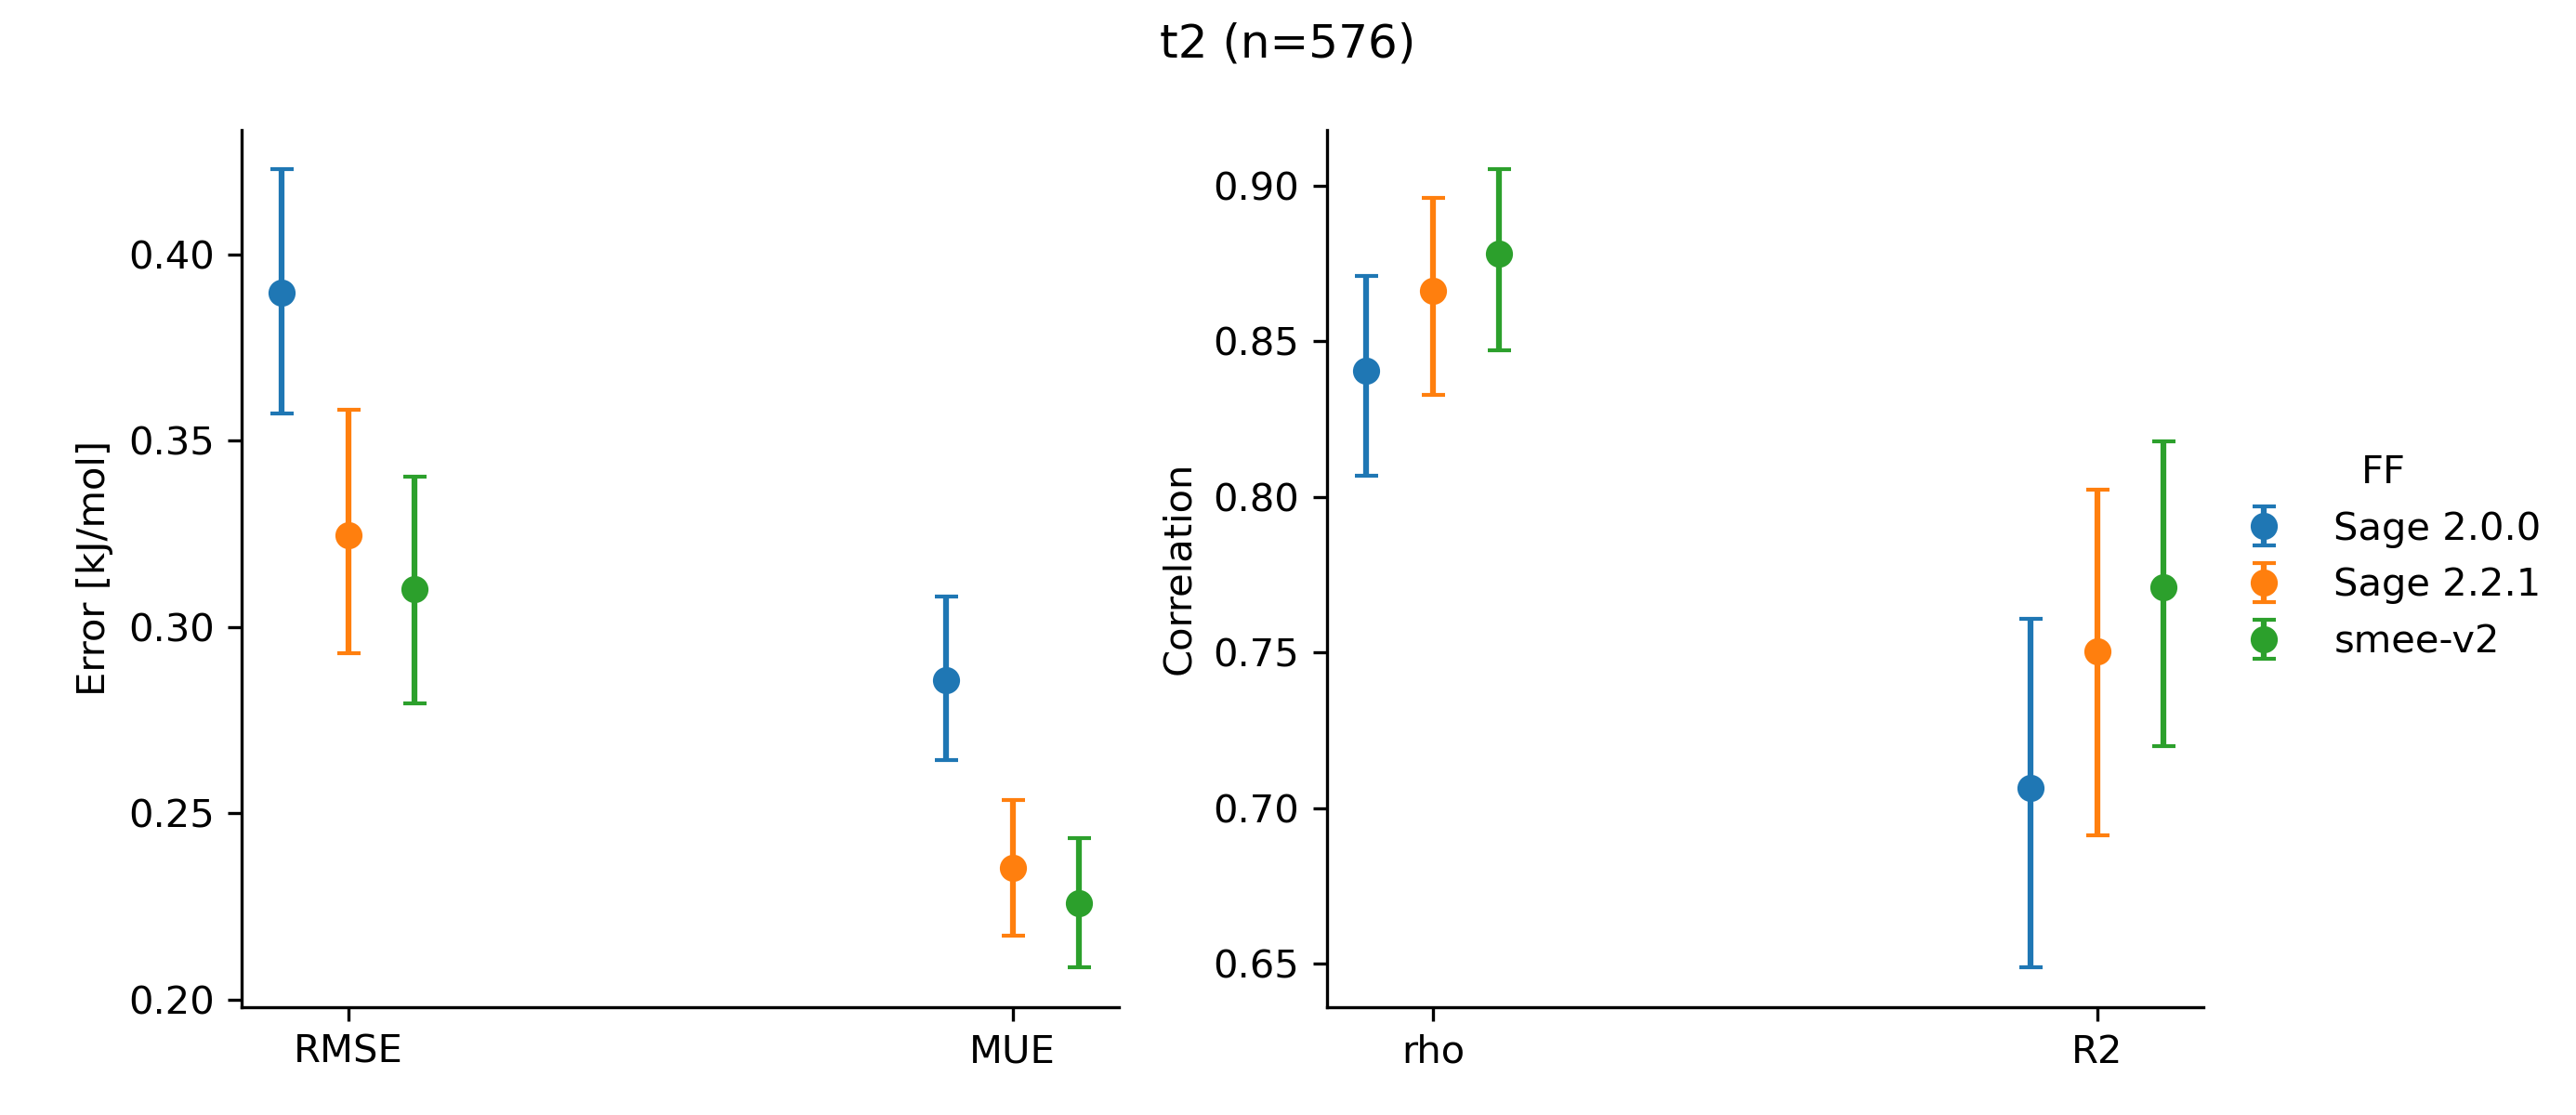 t2 (n=576)
Error [kJ/mol]
0.40
0.35
0.30
0.25
0.20
RMSE
MUE
Correlation
0.90
0.85
0.80
0.75
0.70
0.65
rho
R2
FF
Sage 2.0.0
Sage 2.2.1
smee-v2